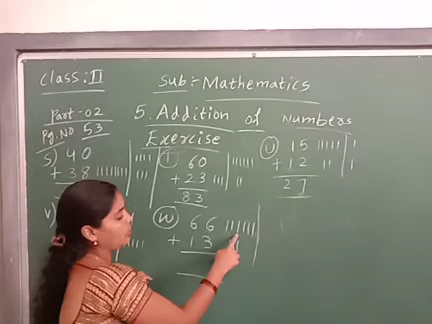 Class:II
Sub:- Mathematics
Part-02
5. Addition of Numbers
Pg.NO 53
Exercise
S) 40
+ 38
T) 60
+ 23
83
U) 15
+ 12
27
V)
W) 66
+ 13